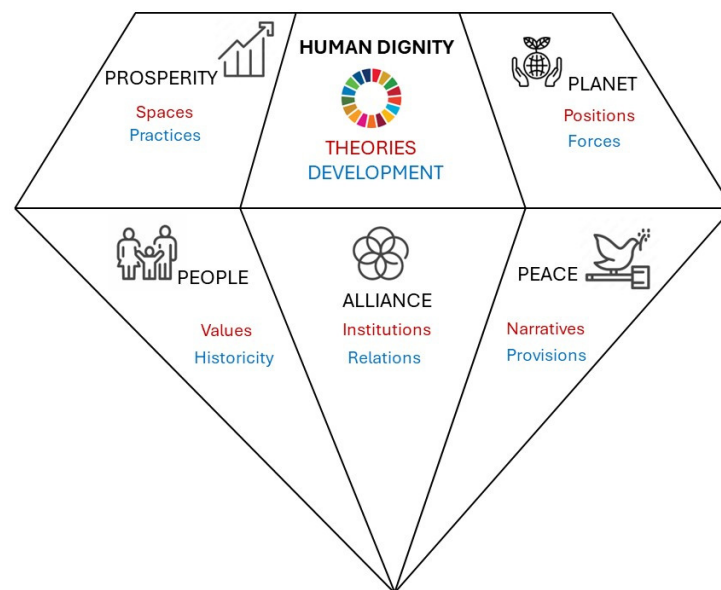 PROSPERITY
Spaces
Practices
HUMAN DIGNITY
THEORIES
DEVELOPMENT
PLANET
Positions
Forces
PEOPLE
Values
Historicity
ALLIANCE
Institutions
Relations
PEACE
Narratives
Provisions